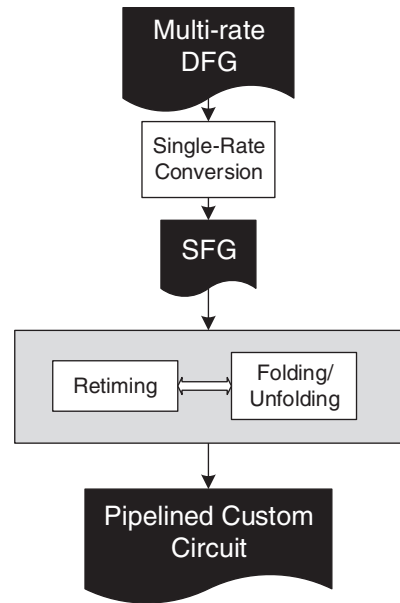 Multi-rate
DFG
Single-Rate
Conversion
SFG
Retiming
Folding/
Unfolding
Pipelined Custom
Circuit